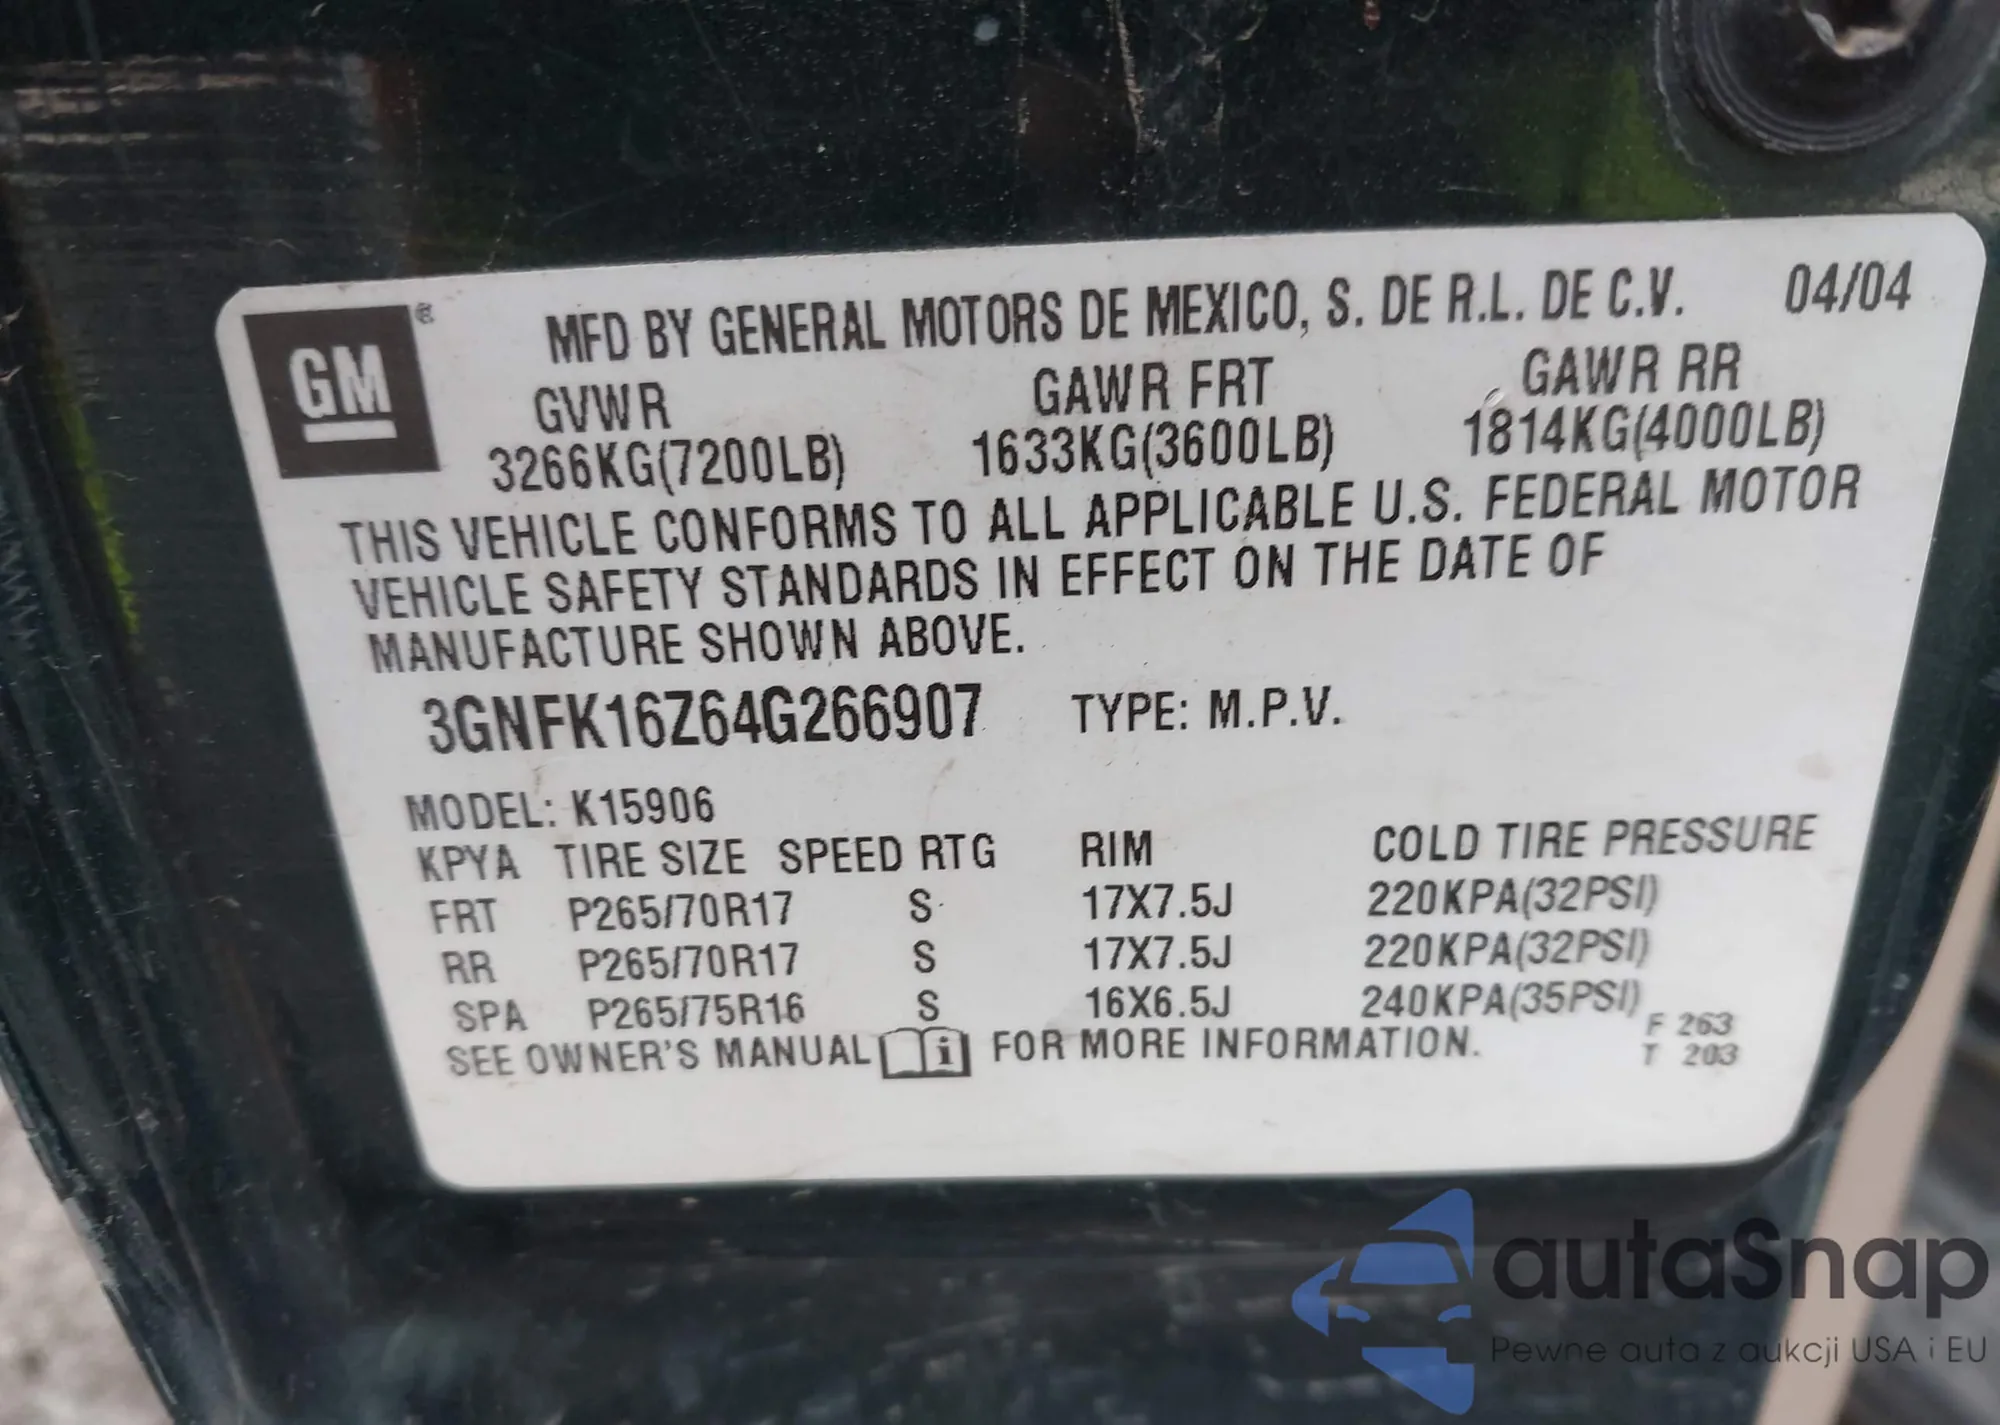 GM ®
MFD BY GENERAL MOTORS DE MEXICO, S. DE R.L. DE C.V. 04/04
GVWR GAWR FRT GAWR RR
3266KG(7200LB) 1633KG(3600LB) 1814KG(4000LB)
THIS VEHICLE CONFORMS TO ALL APPLICABLE U.S. FEDERAL MOTOR
VEHICLE SAFETY STANDARDS IN EFFECT ON THE DATE OF
MANUFACTURE SHOWN ABOVE.
3GNFK16Z64G266907 TYPE: M.P.V.
MODEL: K15906
KPYA TIRE SIZE SPEED RTG RIM COLD TIRE PRESSURE
FRT P265/70R17 S 17X7.5J 220KPA(32PSI)
RR P265/70R17 S 17X7.5J 220KPA(32PSI)
SPA P265/75R16 S 16X6.5J 240KPA(35PSI)
SEE OWNER'S MANUAL i FOR MORE INFORMATION.
F 263
T 203
autaSnap
Pewne auta z aukcji USA i EU